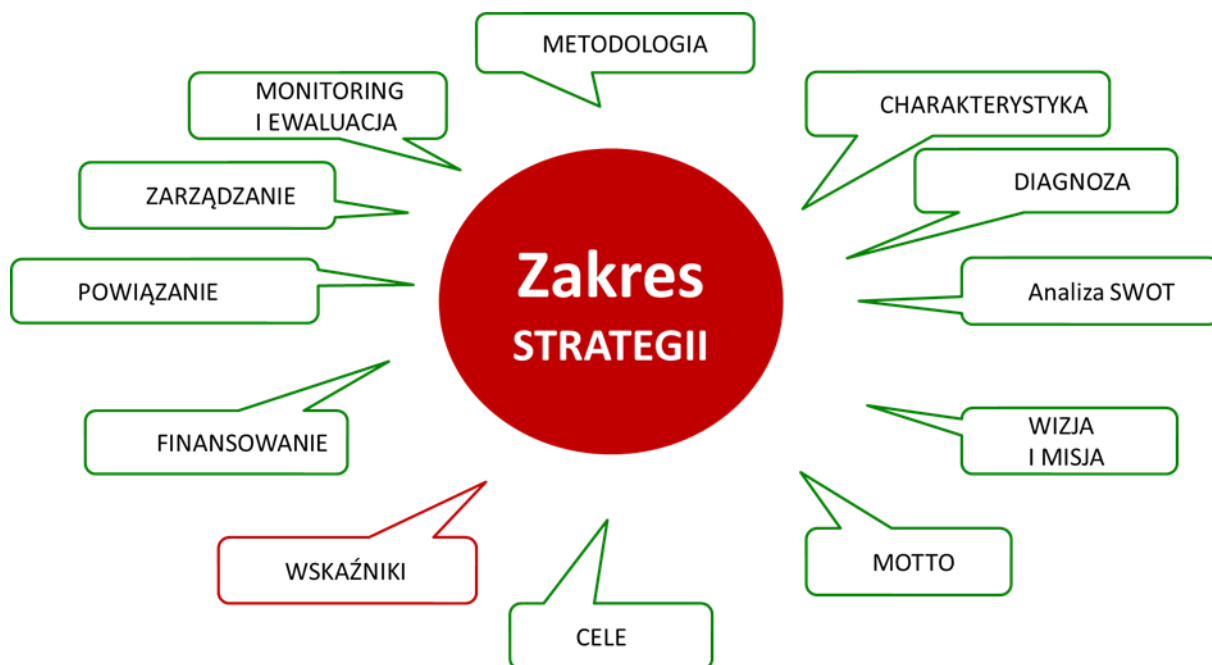 METODOLOGIA
MONITORING
I EWALUACJA
CHARAKTERYSTYKA
ZARZĄDZANIE
DIAGNOZA
Zakres
STRATEGII
POWIĄZANIE
Analiza SWOT
FINANSOWANIE
WIZJA
I MISJA
WSKAŹNIKI
MOTTO
CELE